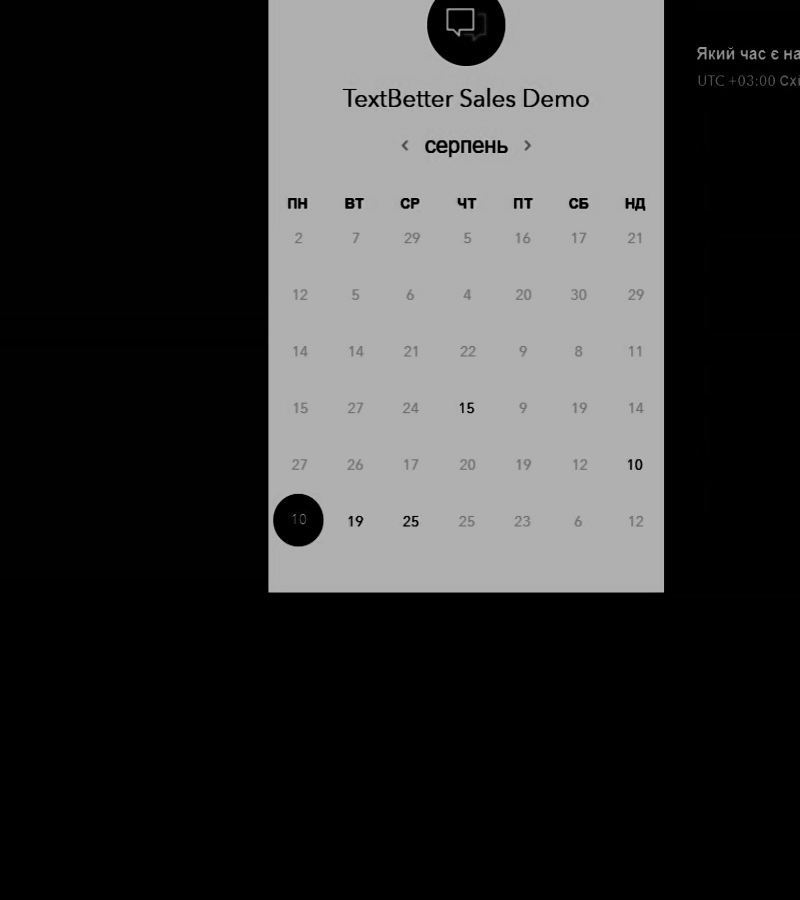 TextBetter Sales Demo
‹ серпень ›
ПН ВТ СР ЧТ ПТ СБ НД
2 7 29 5 16 17 21
12 5 6 4 20 30 29
14 14 21 22 9 8 11
15 27 24 15 9 19 14
27 26 17 20 19 12 10
10 19 25 25 23 6 12
Який час є
UTC +03:00